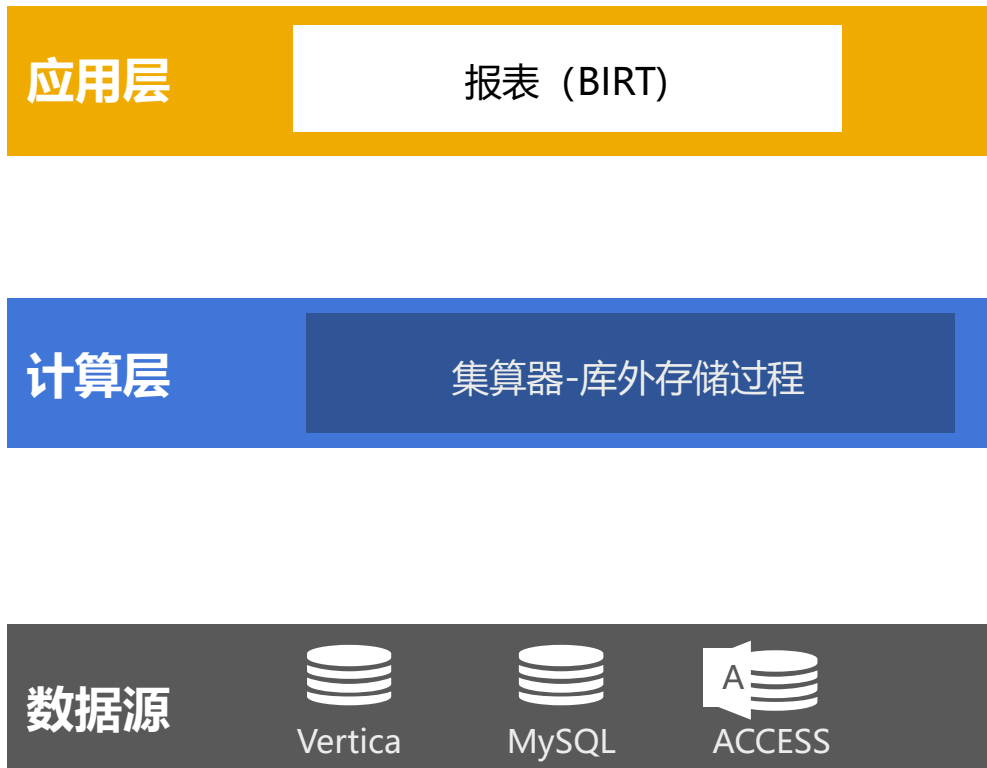 应用层
报表（BIRT)
计算层
集算器-库外存储过程
数据源
A
Vertica
MySQL
ACCESS